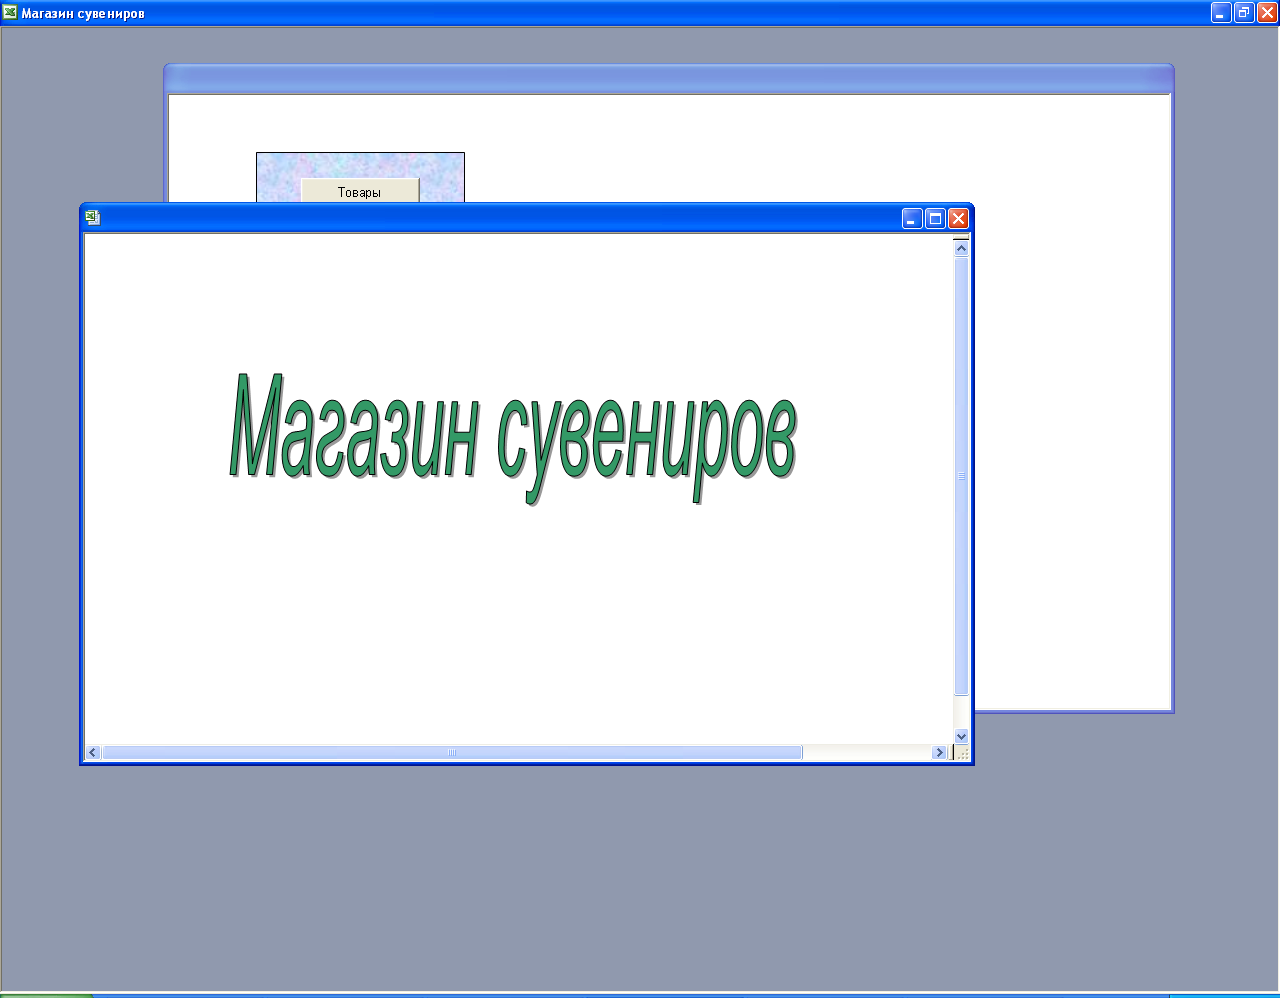 Магазин сувениров
Товары
Магазин сувениров